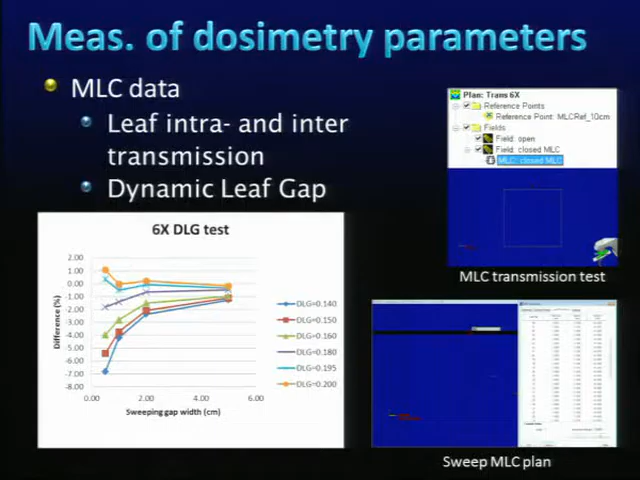 Meas. of dosimetry parameters
MLC data
Leaf intra- and inter
transmission
Dynamic Leaf Gap
Plan: Trans 6X
Reference Points
Reference Point: MLCRef_10cm
Fields
Field: open
Field: closed MLC
MLC: closed MLC
MLC transmission test
6X DLG test
2.00
1.00
0.00
-1.00
-2.00
-3.00
-4.00
-5.00
-6.00
-7.00
-8.00
Difference (%)
0.00 2.00 4.00 6.00
Sweeping gap width (cm)
DLG=0.140
DLG=0.150
DLG=0.160
DLG=0.180
DLG=0.195
DLG=0.200
Sweep MLC plan